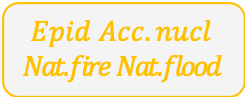 Epid Acc. nucl
Nat. fire Nat. flood